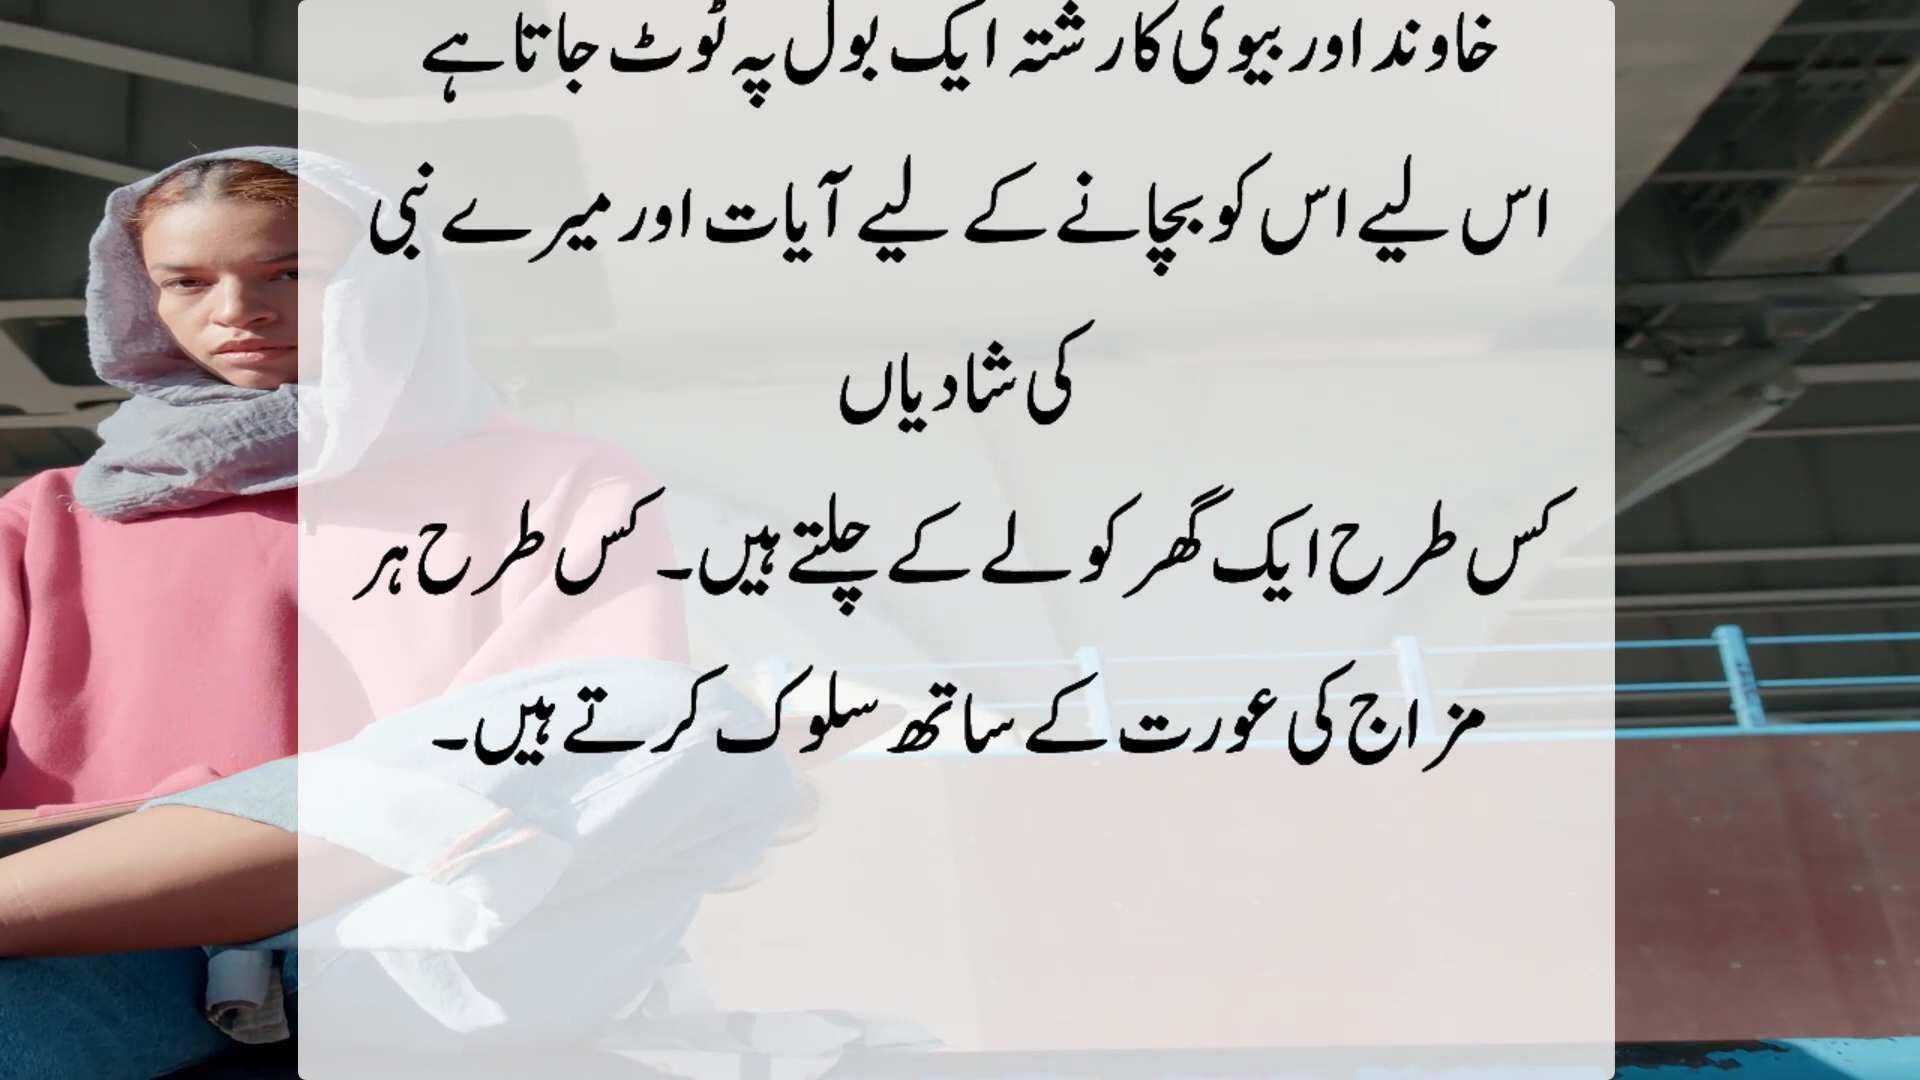 خاوند اور بیوی کا رشتہ ایک بول پہ ٹوٹ جاتا ہے
اس لیے اس کو بچانے کے لیے آیات اور میرے نبی
کی شادیاں
کس طرح ایک گھر کو لے کے چلتے ہیں۔ کس طرح ہر
مزاج کی عورت کے ساتھ سلوک کرتے ہیں۔